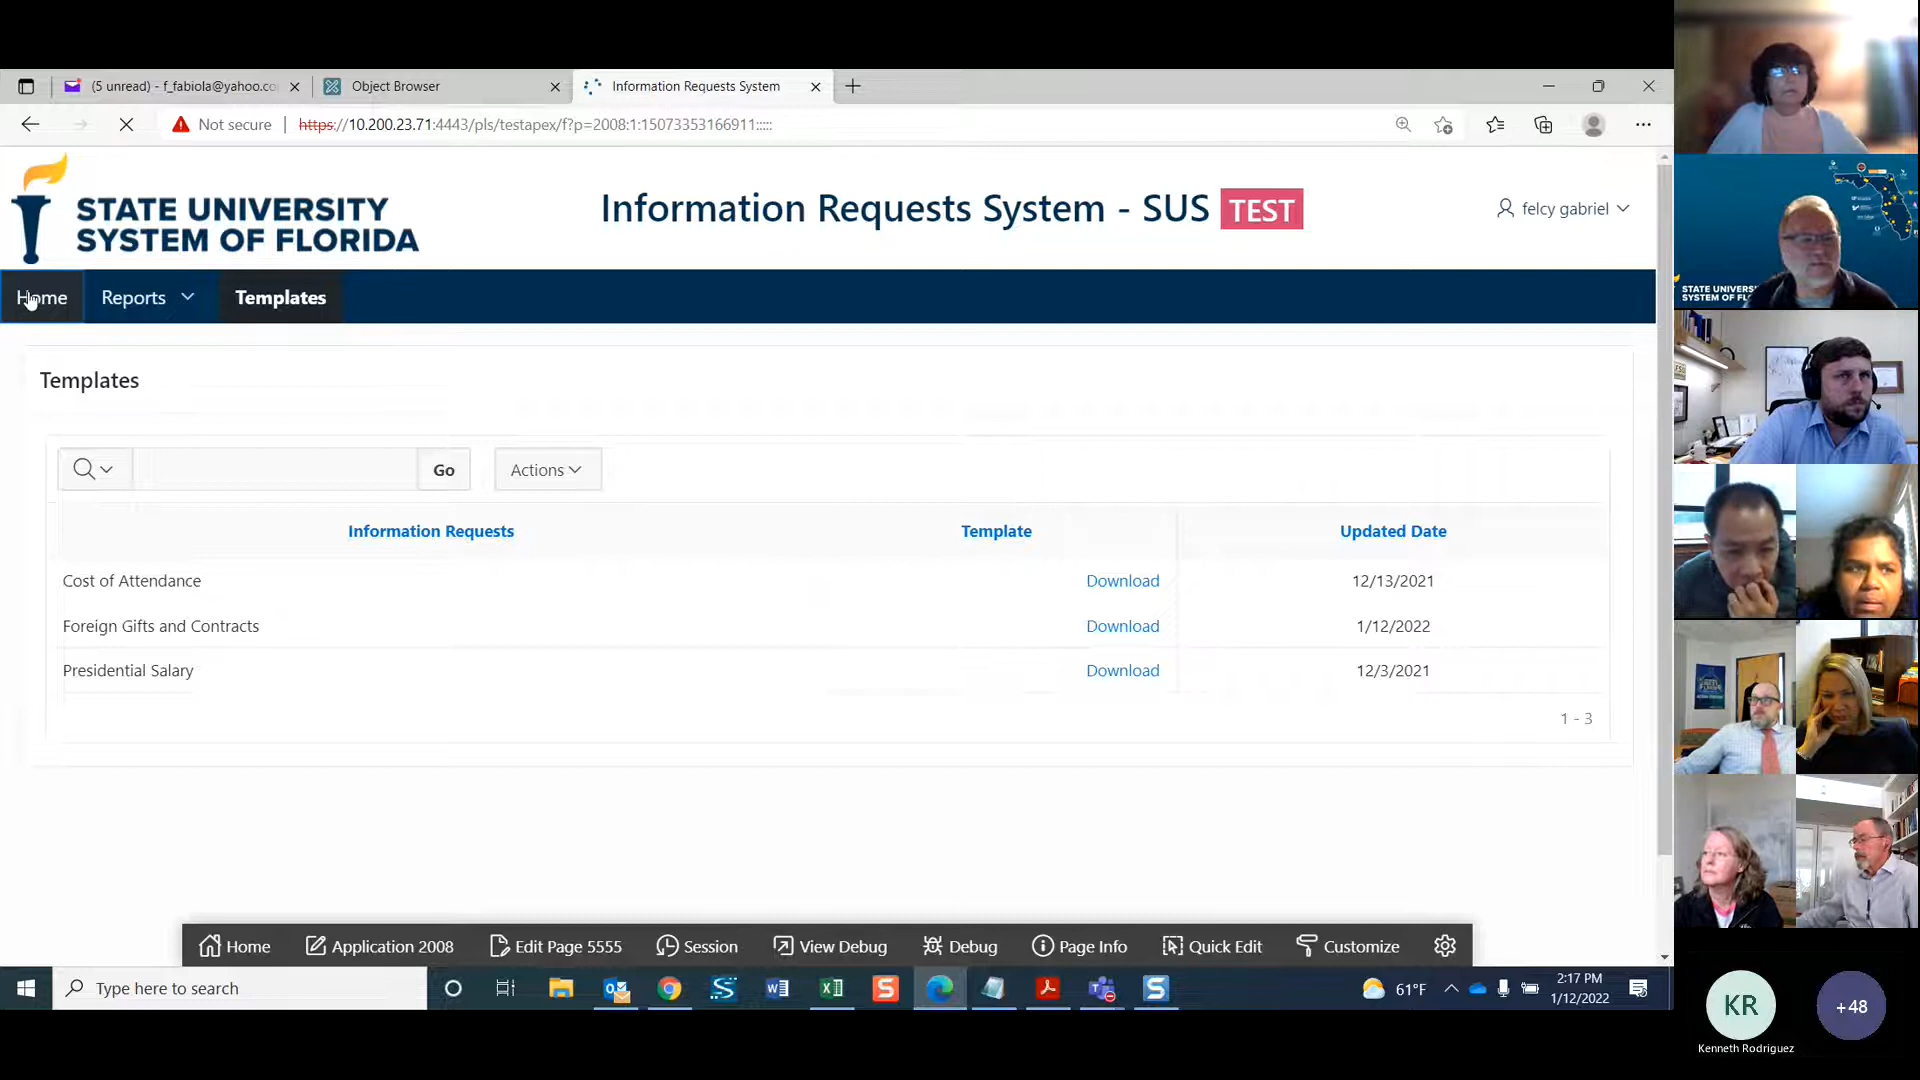 (5 unread) - f_fabiola@yahoo.co
Object Browser
Information Requests System
Not secure
https://10.200.23.71:4443/pls/testapex/f?p=2008:1:15073353166911:::::
STATE UNIVERSITY
SYSTEM OF FLORIDA
Information Requests System - SUS TEST
felcy gabriel
Home
Reports
Templates
Templates
Go
Actions
Information Requests
Template
Updated Date
Cost of Attendance
Download
12/13/2021
Foreign Gifts and Contracts
Download
1/12/2022
Presidential Salary
Download
12/3/2021
1 - 3
Home
Application 2008
Edit Page 5555
Session
View Debug
Debug
Page Info
Quick Edit
Customize
Type here to search
61°F
2:17 PM
1/12/2022
STATE UNIVERS
SYSTEM OF FL
KR
Kenneth Rodriguez
+48